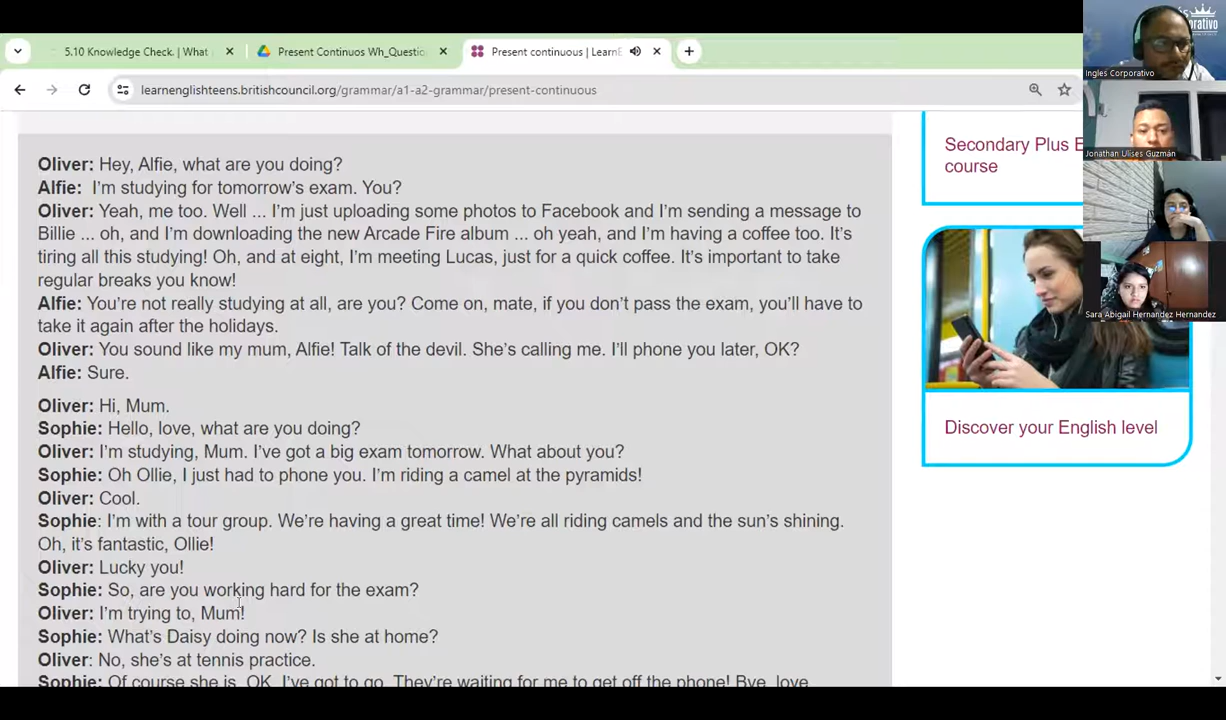 5.10 Knowledge Check. | What
Present Continuos Wh_Questio
Present continuous | LearnE
learnenglishteens.britishcouncil.org/grammar/a1-a2-grammar/present-continuous
Corporativo
Ingles Corporativo
Jonathan Ulises Guzmán
Sara Abigail Hernandez Hernandez
Oliver: Hey, Alfie, what are you doing?
Alfie: I'm studying for tomorrow's exam. You?
Oliver: Yeah, me too. Well ... I'm just uploading some photos to Facebook and I'm sending a message to
Billie ... oh, and I'm downloading the new Arcade Fire album ... oh yeah, and I'm having a coffee too. It's
tiring all this studying! Oh, and at eight, I'm meeting Lucas, just for a quick coffee. It's important to take
regular breaks you know!
Alfie: You're not really studying at all, are you? Come on, mate, if you don't pass the exam, you'll have to
take it again after the holidays.
Oliver: You sound like my mum, Alfie! Talk of the devil. She's calling me. I'll phone you later, OK?
Alfie: Sure.
Oliver: Hi, Mum.
Sophie: Hello, love, what are you doing?
Oliver: I'm studying, Mum. I've got a big exam tomorrow. What about you?
Sophie: Oh Ollie, I just had to phone you. I'm riding a camel at the pyramids!
Oliver: Cool.
Sophie: I'm with a tour group. We're having a great time! We're all riding camels and the sun's shining.
Oh, it's fantastic, Ollie!
Oliver: Lucky you!
Sophie: So, are you working hard for the exam?
Oliver: I'm trying to, Mum!
Sophie: What's Daisy doing now? Is she at home?
Oliver: No, she's at tennis practice.
Sophie: Of course she is. OK, I've got to go. They're waiting for me to get off the phone! Bye, love.
Secondary Plus E
course
Discover your English level